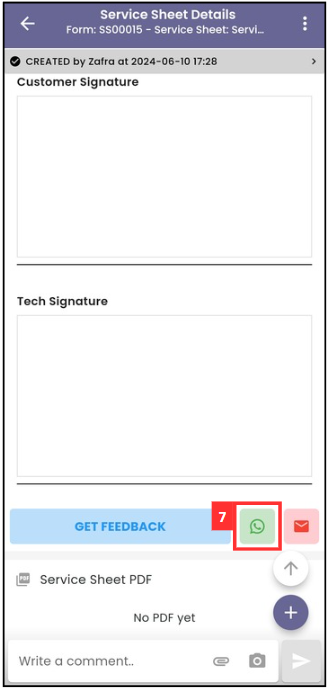 Service Sheet Details
Form: SS00015 - Service Sheet: Servi...
CREATED by Zafra at 2024-06-10 17:28
Customer Signature
Tech Signature
GET FEEDBACK
7
PDF
Service Sheet PDF
No PDF yet
Write a comment..